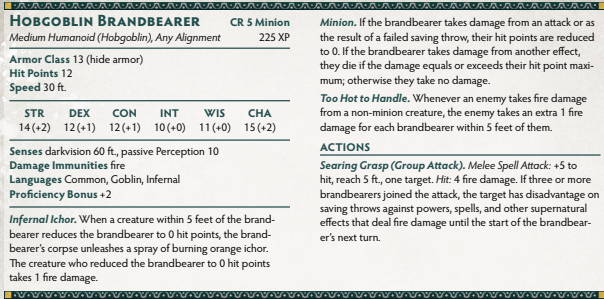 HOBGOBLIN BRANDBEARER CR 5 Minion
Medium Humanoid (Hobgoblin), Any Alignment 225 XP
Armor Class 13 (hide armor)
Hit Points 12
Speed 30 ft.
STR DEX CON INT WIS CHA
14 (+2) 12 (+1) 12 (+1) 10 (+0) 11 (+0) 15 (+2)
Senses darkvision 60 ft., passive Perception 10
Damage Immunities fire
Languages Common, Goblin, Infernal
Proficiency Bonus +2
Infernal Ichor. When a creature within 5 feet of the brand-
bearer reduces the brandbearer to 0 hit points, the brand-
bearer's corpse unleashes a spray of burning orange ichor.
The creature who reduced the brandbearer to 0 hit points
takes 1 fire damage.
Minion. If the brandbearer takes damage from an attack or as
the result of a failed saving throw, their hit points are reduced
to 0. If the brandbearer takes damage from another effect,
they die if the damage equals or exceeds their hit point maxi-
mum; otherwise they take no damage.
Too Hot to Handle. Whenever an enemy takes fire damage
from a non-minion creature, the enemy takes an extra 1 fire
damage for each brandbearer within 5 feet of them.
ACTIONS
Searing Grasp (Group Attack). Melee Spell Attack: +5 to
hit, reach 5 ft., one target. Hit: 4 fire damage. If three or more
brandbearers joined the attack, the target has disadvantage on
saving throws against powers, spells, and other supernatural
effects that deal fire damage until the start of the brandbear-
er's next turn.